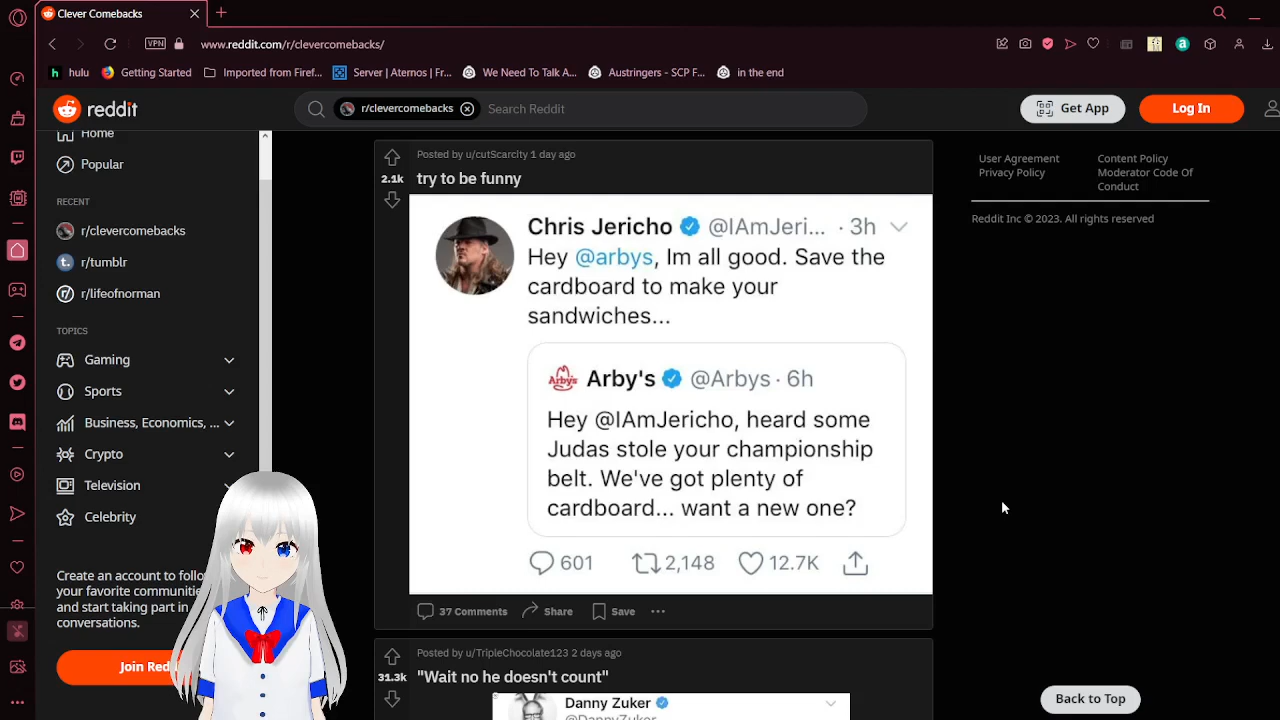 Clever Comebacks
VPN
www.reddit.com/r/clevercomebacks/
hulu
Getting Started
Imported from Firef...
Server | Aternos | Fr...
We Need To Talk A...
Austringers - SCP F...
in the end
reddit
r/clevercomebacks
Search Reddit
Get App
Log In
Home
Popular
RECENT
r/clevercomebacks
r/tumblr
r/lifeofnorman
TOPICS
Gaming
Sports
Business, Economics, ...
Crypto
Television
Celebrity
Create an account to follo
your favorite communitie
and start taking part in
conversations.
Join Red
Posted by u/cutScarcity 1 day ago
2.1k
try to be funny
Chris Jericho @IAmJeri... · 3h
Hey @arbys, Im all good. Save the
cardboard to make your
sandwiches...
Arby's
Arby's @Arbys · 6h
Hey @IAmJericho, heard some
Judas stole your championship
belt. We've got plenty of
cardboard... want a new one?
601 2,148 12.7K
37 Comments Share Save
Posted by u/TripleChocolate123 2 days ago
31.3k
"Wait no he doesn't count"
Danny Zuker
@DannyZuker
User Agreement
Privacy Policy
Content Policy
Moderator Code Of
Conduct
Reddit Inc © 2023. All rights reserved
Back to Top